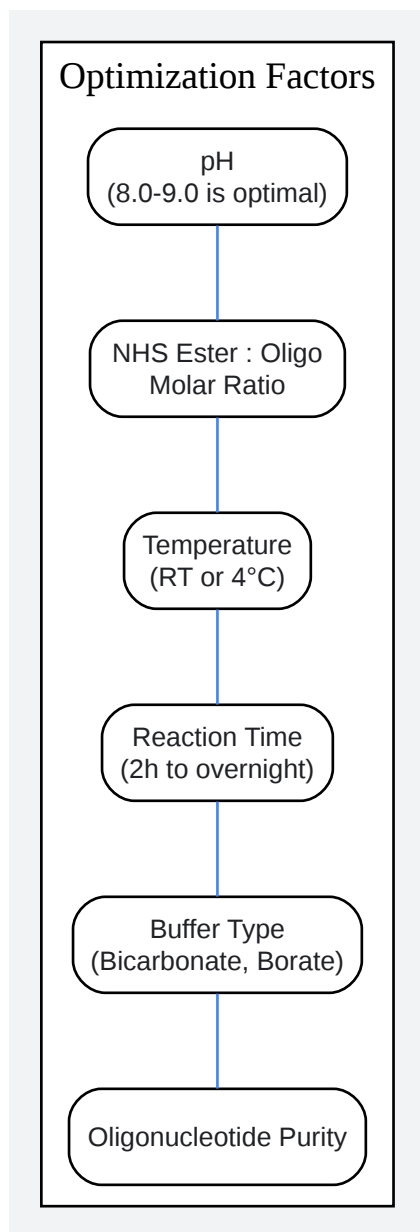 Optimization Factors
pH
(8.0-9.0 is optimal)
NHS Ester : Oligo
Molar Ratio
Temperature
(RT or 4°C)
Reaction Time
(2h to overnight)
Buffer Type
(Bicarbonate, Borate)
Oligonucleotide Purity